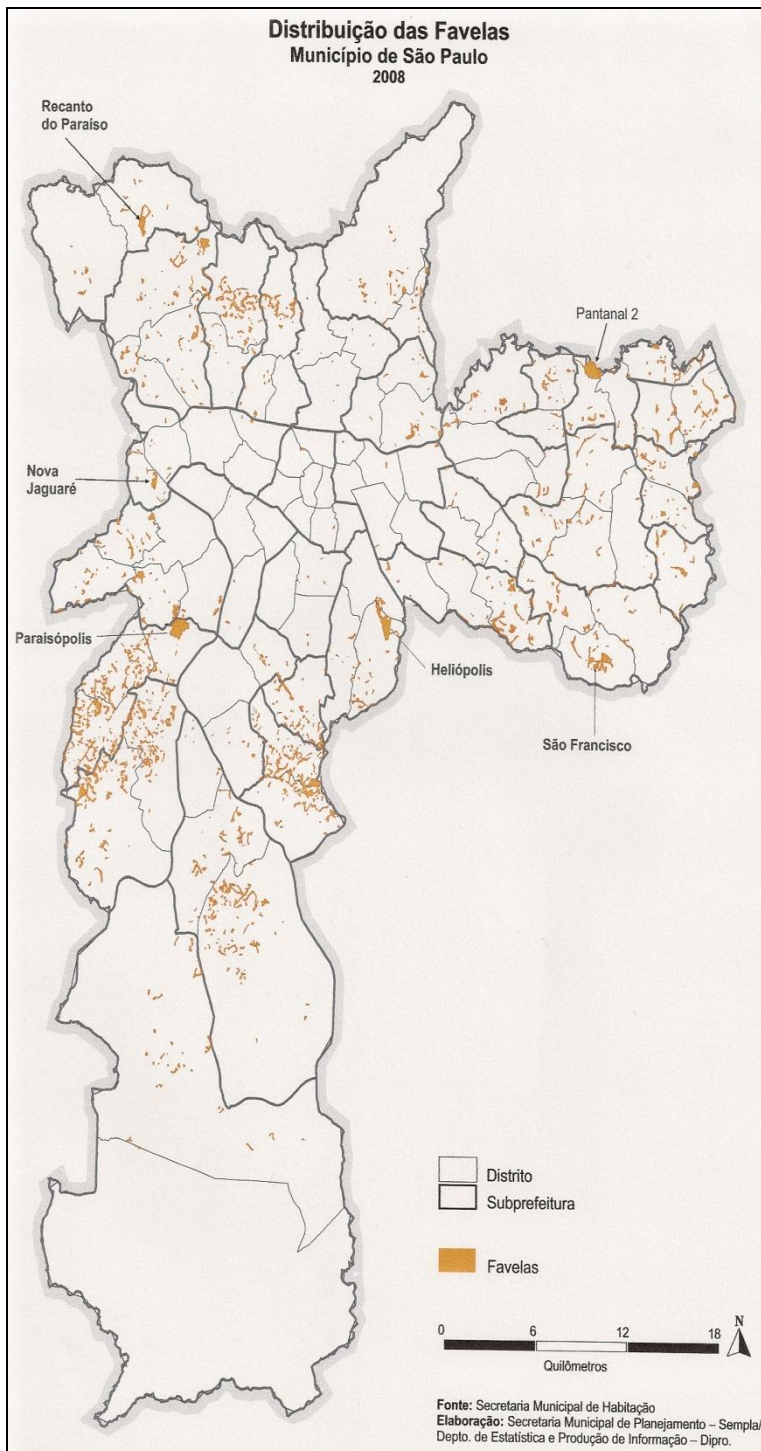 Distribuição das Favelas
Município de São Paulo
2008
Recanto
do Paraíso
Pantanal 2
Nova
Jaguaré
Paraisópolis
Heliópolis
São Francisco
Distrito
Subprefeitura
Favelas
N
0 6 12 18
Quilômetros
Fonte: Secretaria Municipal de Habitação
Elaboração: Secretaria Municipal de Planejamento – Sempla/
Depto. de Estatística e Produção de Informação – Dipro.